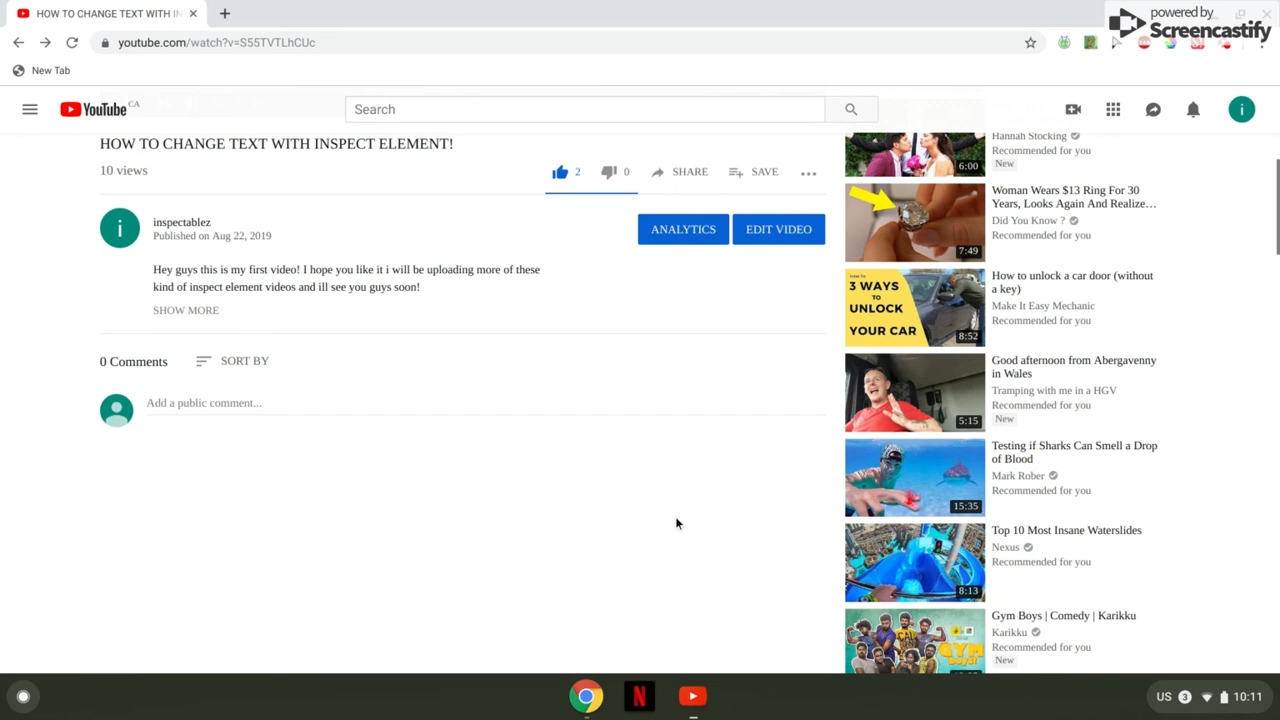 HOW TO CHANGE TEXT WITH IN
powered by
Screencastify
youtube.com/watch?v=S55TVTLhCUc
New Tab
YouTube CA
Search
i
HOW TO CHANGE TEXT WITH INSPECT ELEMENT!
10 views
2
0
SHARE
SAVE
i
inspectablez
Published on Aug 22, 2019
ANALYTICS
EDIT VIDEO
Hey guys this is my first video! I hope you like it i will be uploading more of these
kind of inspect element videos and ill see you guys soon!
SHOW MORE
0 Comments
SORT BY
Add a public comment...
6:00
Hannah Stocking
Recommended for you
New
7:49
Woman Wears $13 Ring For 30
Years, Looks Again And Realize…
Did You Know ?
Recommended for you
3 WAYS
TO
UNLOCK
YOUR CAR
8:52
How to unlock a car door (without
a key)
Make It Easy Mechanic
Recommended for you
5:15
Good afternoon from Abergavenny
in Wales
Tramping with me in a HGV
Recommended for you
New
15:35
Testing if Sharks Can Smell a Drop
of Blood
Mark Rober
Recommended for you
8:13
Top 10 Most Insane Waterslides
Nexus
Recommended for you
GYM
Gym Boys | Comedy | Karikku
Karikku
Recommended for you
New
N
US
3
10:11